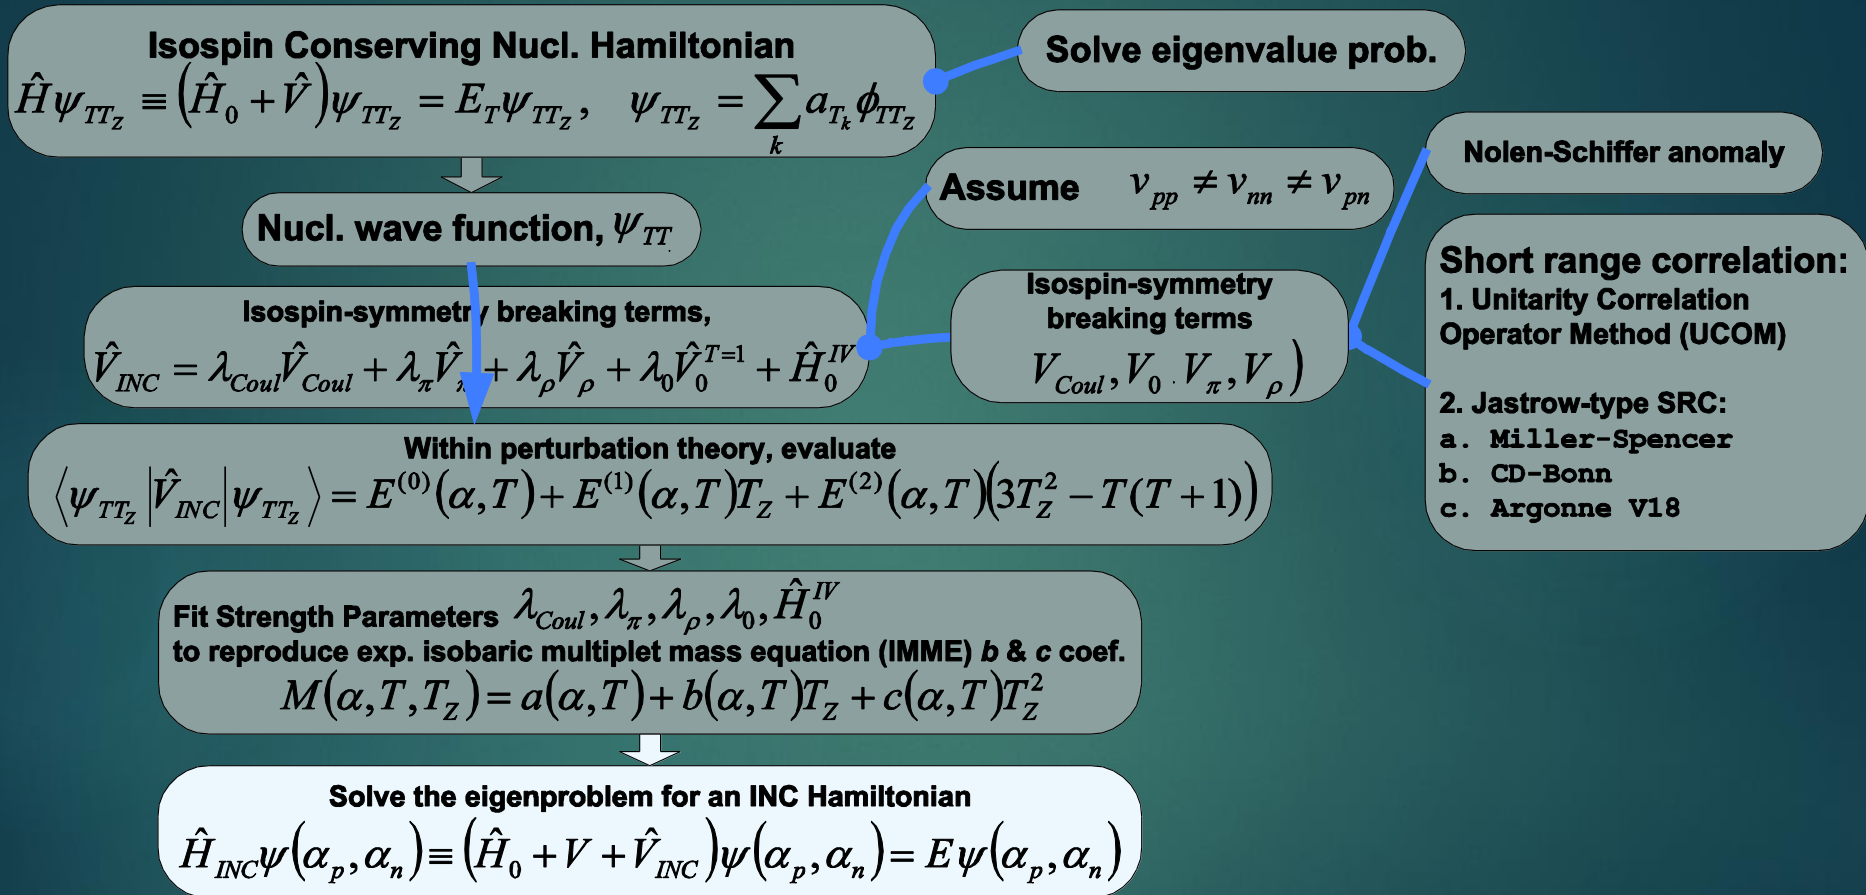 Isospin Conserving Nucl. Hamiltonian
Ĥψ_{TT_Z} ≡ (Ĥ_0 + V̂)ψ_{TT_Z} = E_Tψ_{TT_Z}, ψ_{TT_Z} = ∑_k a_{T_k}ϕ_{TT_Z}
Solve eigenvalue prob.
Nucl. wave function, ψ_{TT}
Assume v_{pp} ≠ v_{nn} ≠ v_{pn}
Nolen-Schiffer anomaly
Isospin-symmetry breaking terms,
V̂_{INC} = λ_{Coul}V̂_{Coul} + λ_πV̂_π + λ_ρV̂_ρ + λ_0V̂_0^{T=1} + Ĥ_0^{IV}
Isospin-symmetry
breaking terms
V_{Coul}, V_0 . V_π, V_ρ)
Short range correlation:
1. Unitarity Correlation
Operator Method (UCOM)
2. Jastrow-type SRC:
a. Miller-Spencer
b. CD-Bonn
c. Argonne V18
Within perturbation theory, evaluate
⟨ψ_{TT_Z}|V̂_{INC}|ψ_{TT_Z}⟩ = E^{(0)}(α,T) + E^{(1)}(α,T)T_Z + E^{(2)}(α,T)(3T_Z^2 − T(T + 1))
Fit Strength Parameters λ_{Coul}, λ_π, λ_ρ, λ_0, Ĥ_0^{IV}
to reproduce exp. isobaric multiplet mass equation (IMME) b & c coef.
M(α,T,T_Z) = a(α,T) + b(α,T)T_Z + c(α,T)T_Z^2
Solve the eigenproblem for an INC Hamiltonian
Ĥ_{INC}ψ(α_p, α_n) ≡ (Ĥ_0 + V + V̂_{INC})ψ(α_p, α_n) = Eψ(α_p, α_n)